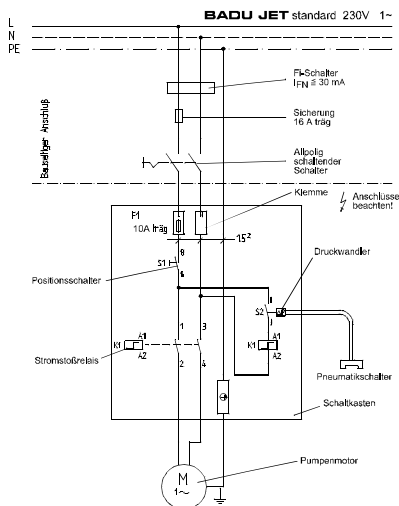 BADU JET standard 230V 1~
L
N
PE
FI-Schalter
IFN ≦ 30 mA
Sicherung
16 A träg
Bauseitiger Anschluß
Allpolig
schaltender
Schalter
Klemme
Anschlüsse
beachten!
F1
10A träg
1,5²
Druckwandler
S1
Positionsschalter
S2
K1
A1
A2
1
3
2
4
Stromstoßrelais
K1
A1
A2
Pneumatikschalter
Schaltkasten
Pumpenmotor
M
1~